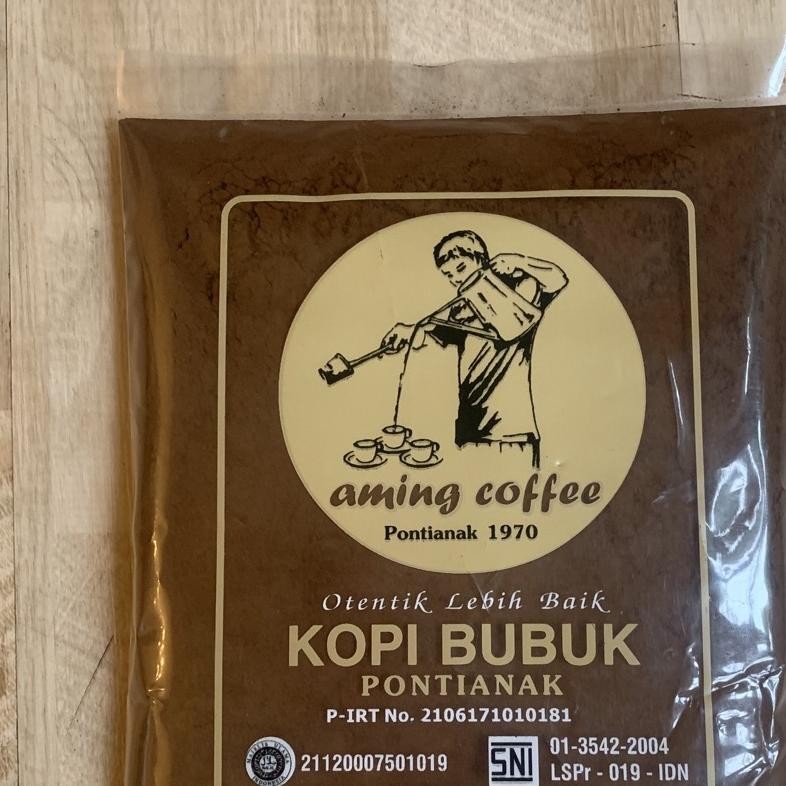 aming coffee
Pontianak 1970
Otentik Lebih Baik
KOPI BUBUK
PONTIANAK
P-IRT No. 2106171010181
21120007501019
SNI
01-3542-2004
LSPr - 019 - IDN